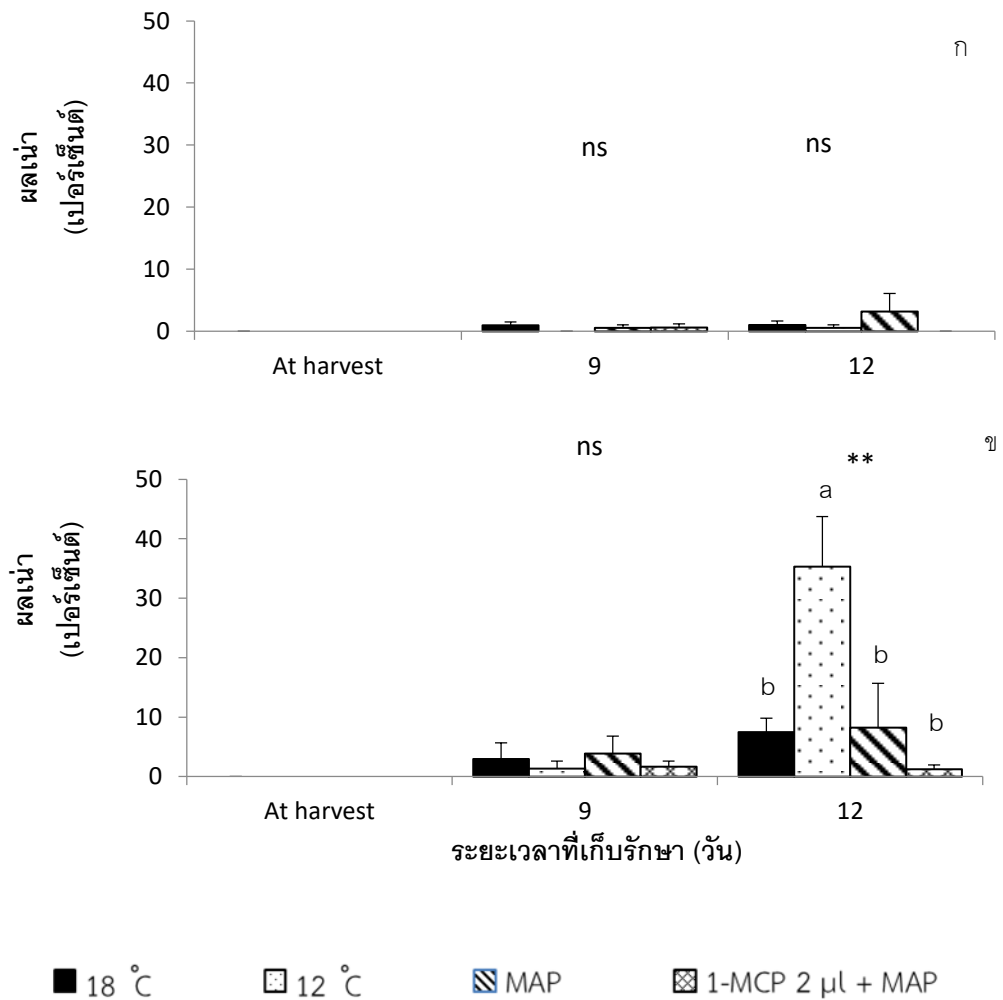 50
ก
40
30
ns
ns
20
10
0
ผลเน่า
(เปอร์เซ็นต์)
At harvest
9
12
ns
ข
**
50
a
40
30
20
b
b
10
b
0
ผลเน่า
(เปอร์เซ็นต์)
At harvest
9
12
ระยะเวลาที่เก็บรักษา (วัน)
18 °C
12 °C
MAP
1-MCP 2 µl + MAP